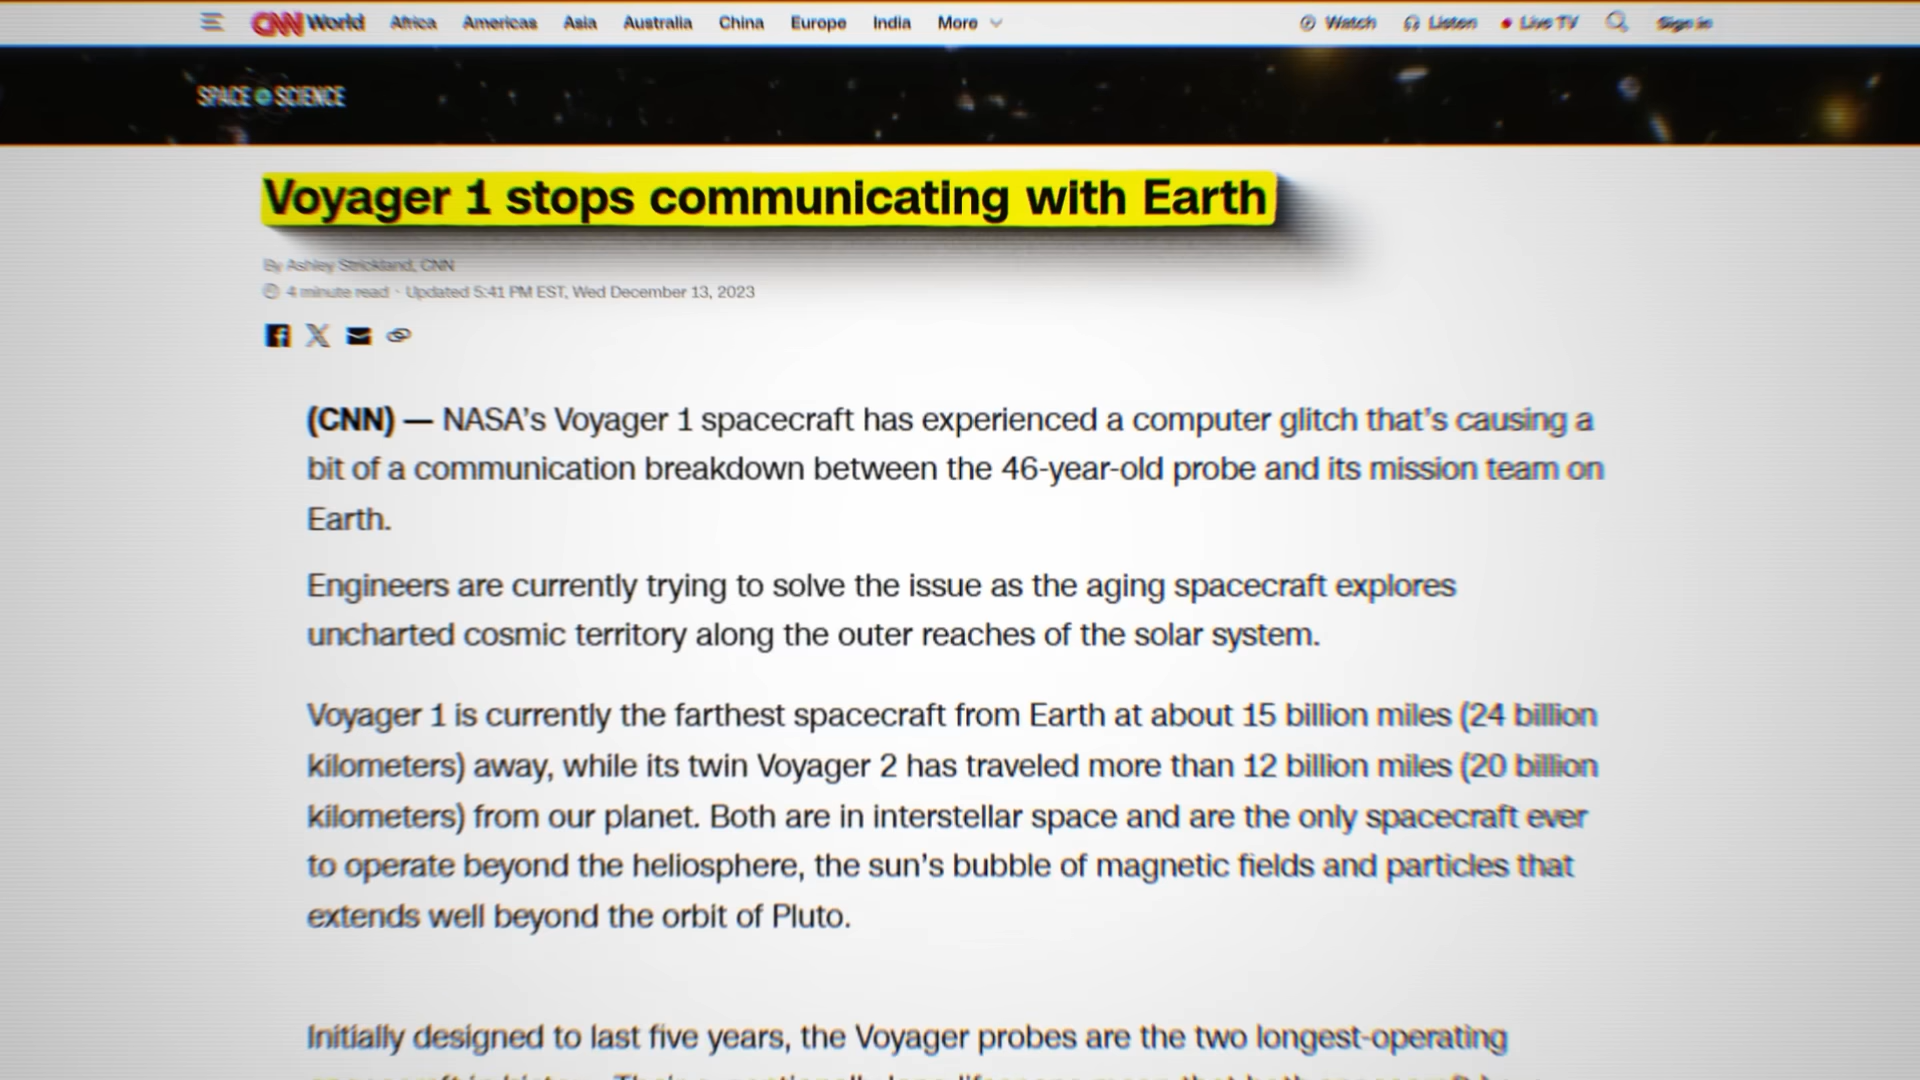 CNN World Africa Americas Asia Australia China Europe India More Watch Listen Live TV Sign in
SPACE SCIENCE
Voyager 1 stops communicating with Earth
By Ashley Strickland, CNN
4 minute read · Updated 5:41 PM EST, Wed December 13, 2023
(CNN) — NASA’s Voyager 1 spacecraft has experienced a computer glitch that’s causing a
bit of a communication breakdown between the 46-year-old probe and its mission team on
Earth.
Engineers are currently trying to solve the issue as the aging spacecraft explores
uncharted cosmic territory along the outer reaches of the solar system.
Voyager 1 is currently the farthest spacecraft from Earth at about 15 billion miles (24 billion
kilometers) away, while its twin Voyager 2 has traveled more than 12 billion miles (20 billion
kilometers) from our planet. Both are in interstellar space and are the only spacecraft ever
to operate beyond the heliosphere, the sun’s bubble of magnetic fields and particles that
extends well beyond the orbit of Pluto.
Initially designed to last five years, the Voyager probes are the two longest-operating